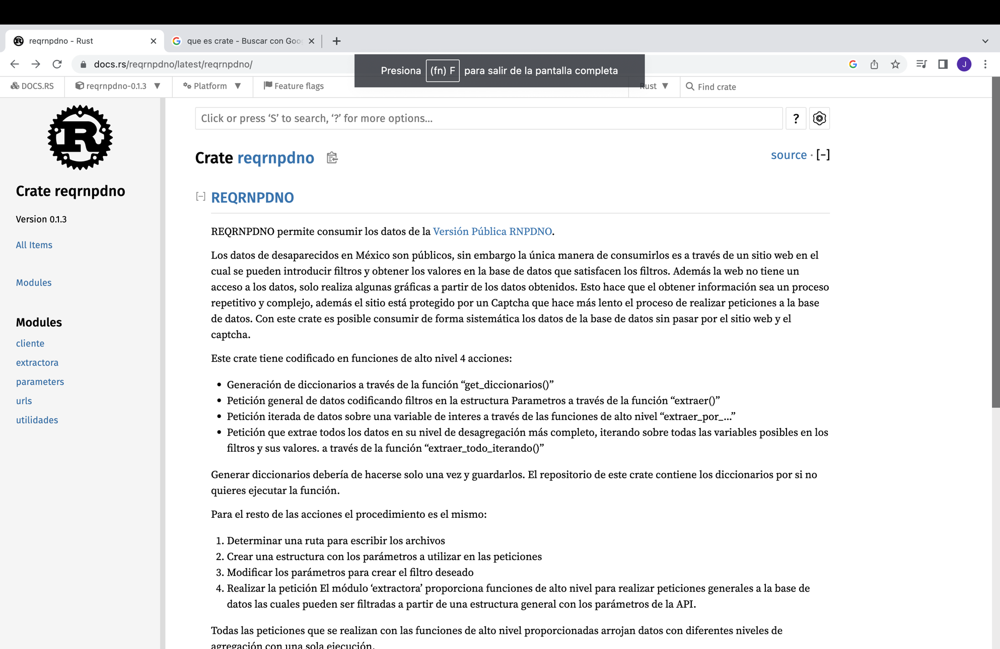 reqrnpdno - Rust
que es crate - Buscar con Goo
docs.rs/reqrnpdno/latest/reqrnpdno/
Presiona (fn) F para salir de la pantalla completa
J
DOCS.RS
reqrnpdno-0.1.3
Platform
Feature flags
Rust
Find crate
Click or press ‘S’ to search, ‘?’ for more options…
?
R
Crate reqrnpdno
Version 0.1.3
All Items
Modules
Modules
cliente
extractora
parameters
urls
utilidades
Crate reqrnpdno
source · [-]
[-] REQRNPDNO
REQRNPDNO permite consumir los datos de la Versión Pública RNPDNO.
Los datos de desaparecidos en México son públicos, sin embargo la única manera de consumirlos es a través de un sitio web en el
cual se pueden introducir filtros y obtener los valores en la base de datos que satisfacen los filtros. Además la web no tiene un
acceso a los datos, solo realiza algunas gráficas a partir de los datos obtenidos. Esto hace que el obtener información sea un proceso
repetitivo y complejo, además el sitio está protegido por un Captcha que hace más lento el proceso de realizar peticiones a la base
de datos. Con este crate es posible consumir de forma sistemática los datos de la base de datos sin pasar por el sitio web y el
captcha.
Este crate tiene codificado en funciones de alto nivel 4 acciones:
• Generación de diccionarios a través de la función “get_diccionarios()”
• Petición general de datos codificando filtros en la estructura Parametros a través de la función “extraer()”
• Petición iterada de datos sobre una variable de interes a través de las funciones de alto nivel “extraer_por_…”
• Petición que extrae todos los datos en su nivel de desagregación más completo, iterando sobre todas las variables posibles en los
filtros y sus valores. a través de la función “extraer_todo_iterando()”
Generar diccionarios debería de hacerse solo una vez y guardarlos. El repositorio de este crate contiene los diccionarios por si no
quieres ejecutar la función.
Para el resto de las acciones el procedimiento es el mismo:
1. Determinar una ruta para escribir los archivos
2. Crear una estructura con los parámetros a utilizar en las peticiones
3. Modificar los parámetros para crear el filtro deseado
4. Realizar la petición El módulo ‘extractora’ proporciona funciones de alto nivel para realizar peticiones generales a la base de
datos las cuales pueden ser filtradas a partir de una estructura general con los parámetros de la API.
Todas las peticiones que se realizan con las funciones de alto nivel proporcionadas arrojan datos con diferentes niveles de
agregación con una sola ejecución.